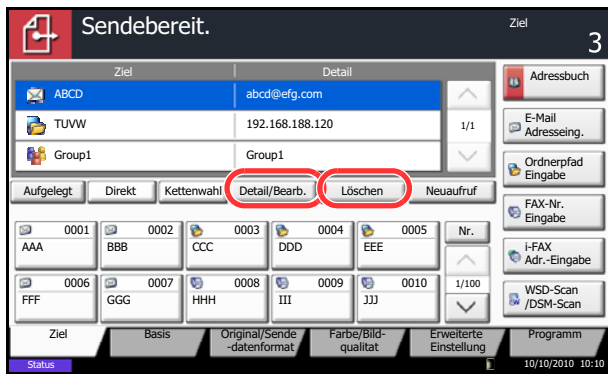 Sendebereit.
Ziel
3
Ziel Detail
ABCD abcd@efg.com
TUVW 192.168.188.120
1/1
Group1 Group1
Adressbuch
E-Mail
Adresseing.
Ordnerpfad
Eingabe
FAX-Nr.
Eingabe
i-FAX
Adr.-Eingabe
WSD-Scan
/DSM-Scan
Aufgelegt Direkt Kettenwahl Detail/Bearb. Löschen Neuaufruf
0001 0002 0003 0004 0005 Nr.
AAA BBB CCC DDD EEE
0006 0007 0008 0009 0010 1/100
FFF GGG HHH III JJJ
Ziel
Basis
Original/Sende
-datenformat
Farbe/Bild-
qualitat
Erweiterte
Einstellung
Programm
Status 10/10/2010 10:10